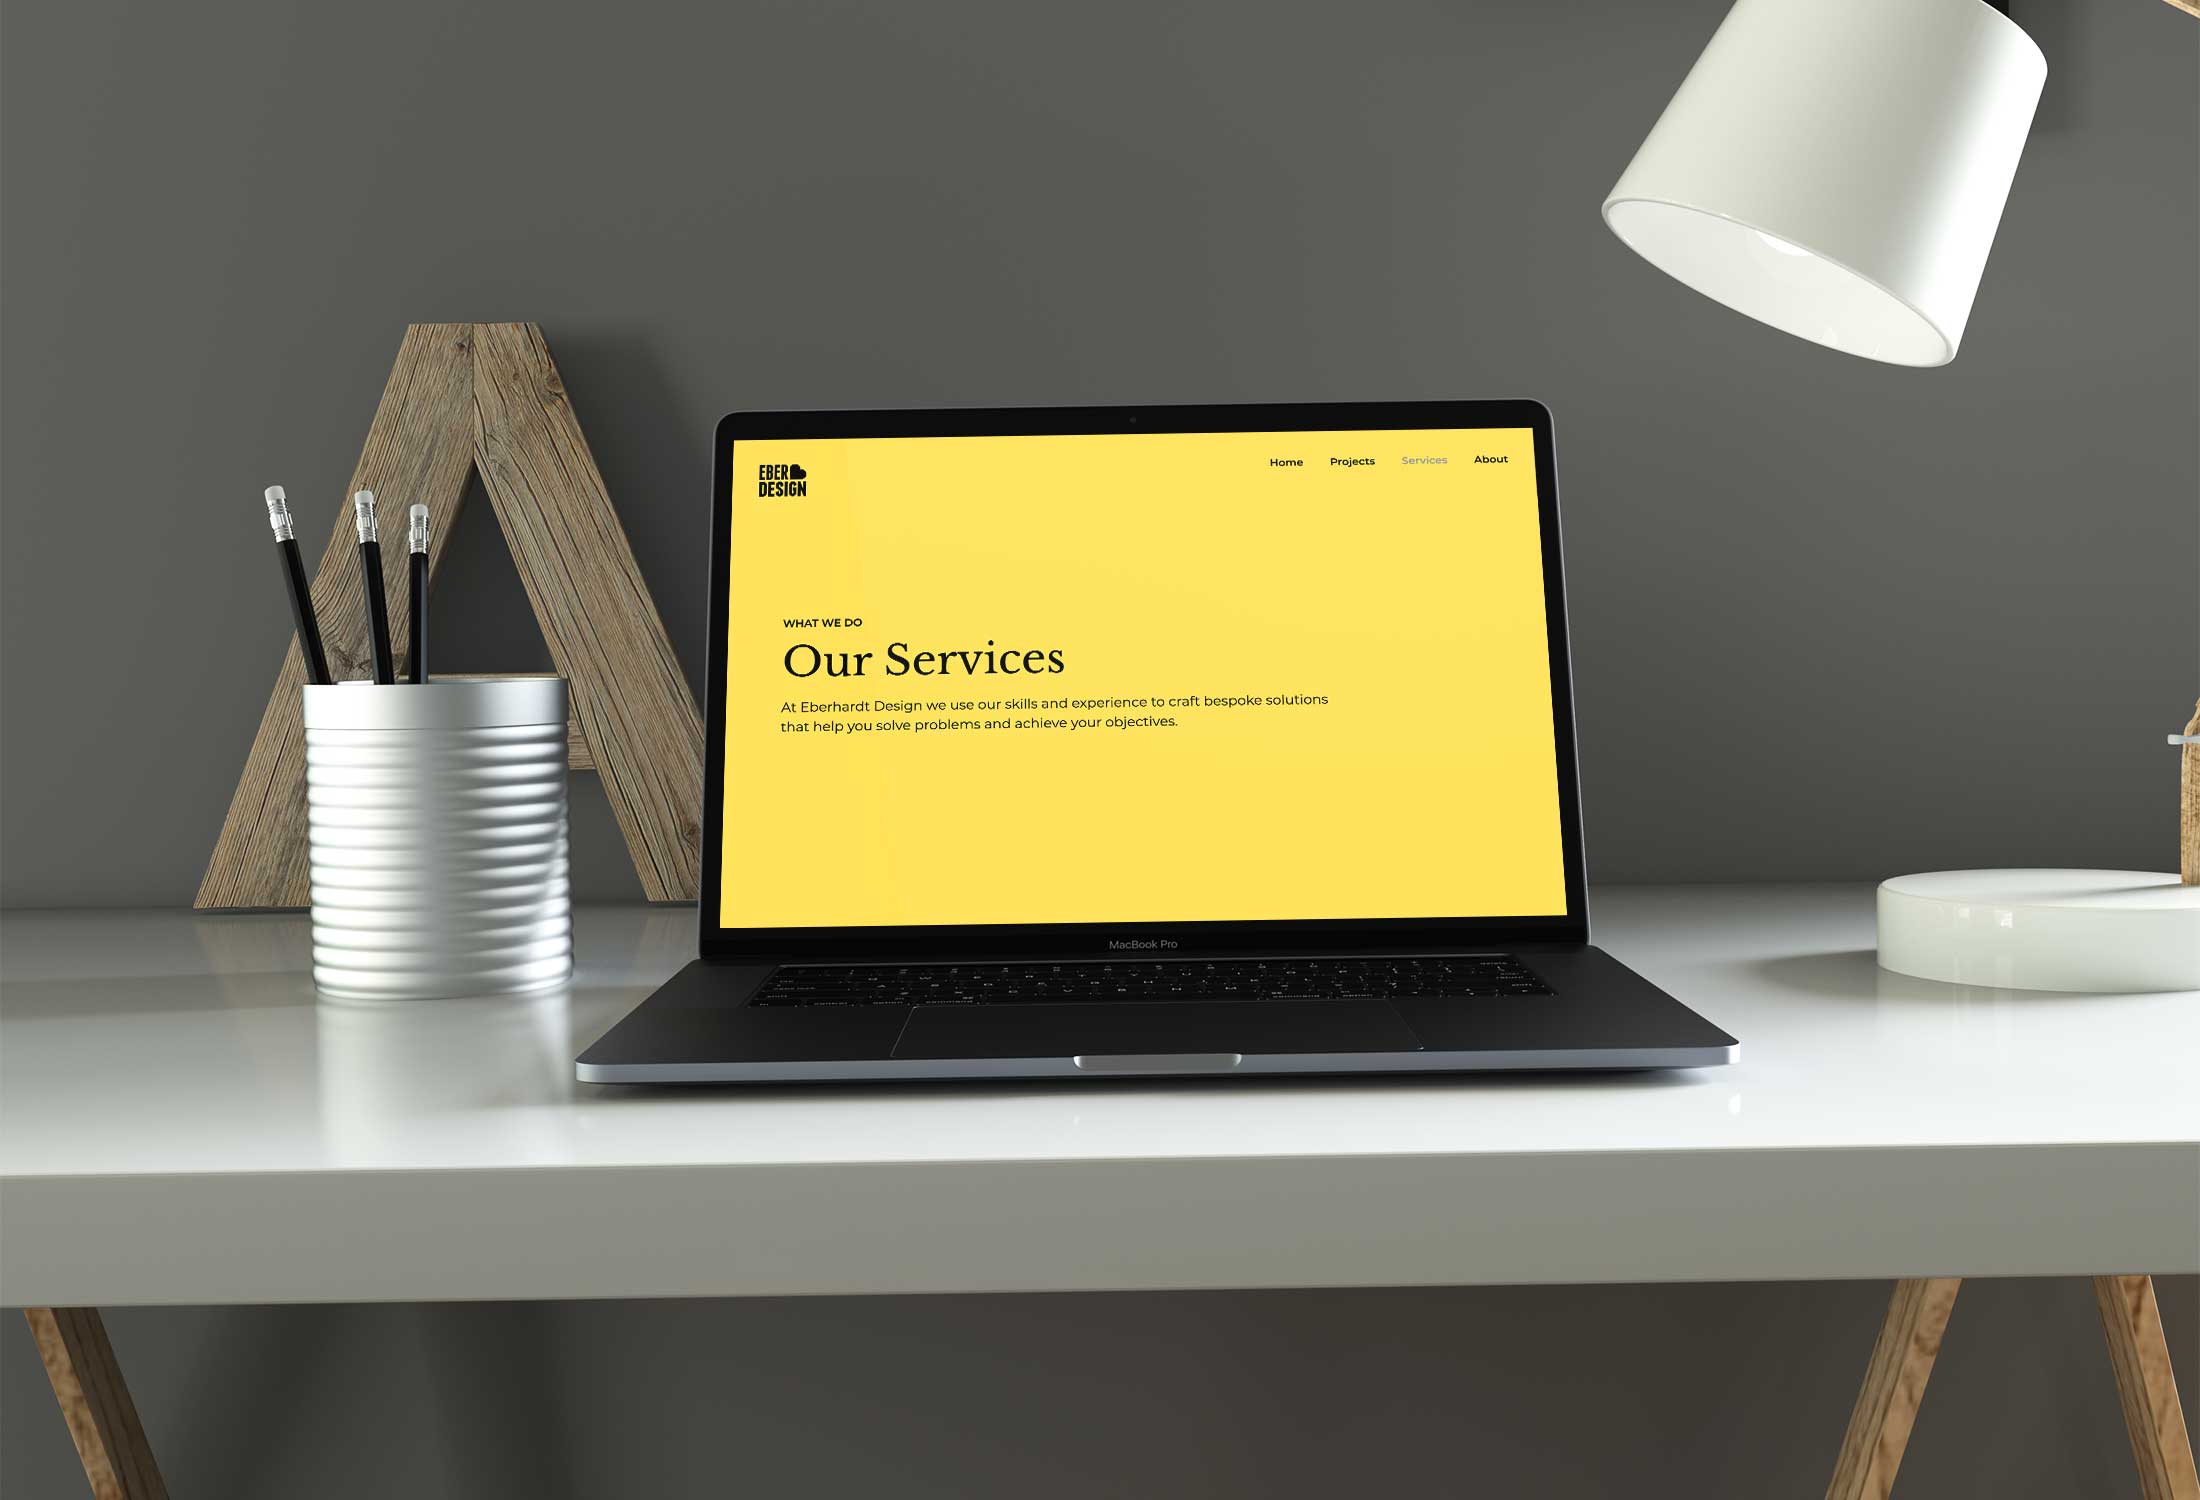 EBER
DESIGN
Home Projects Services About
WHAT WE DO
Our Services
At Eberhardt Design we use our skills and experience to craft bespoke solutions
that help you solve problems and achieve your objectives.
MacBook Pro
A